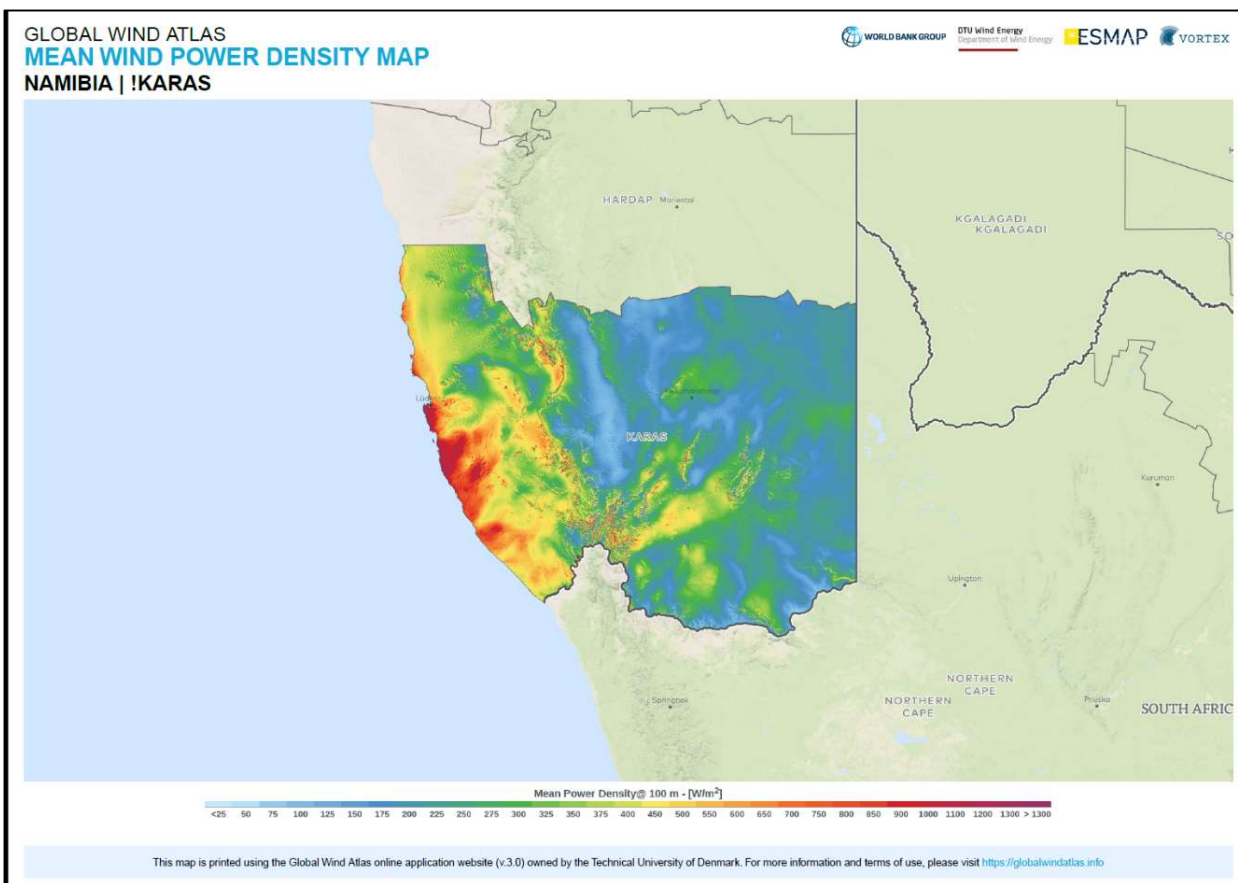 GLOBAL WIND ATLAS
MEAN WIND POWER DENSITY MAP
NAMIBIA | !KARAS
WORLD BANK GROUP
DTU Wind Energy
Department of Wind Energy
ESMAP
VORTEX
HARDAP Mariental
KGALAGADI
KGALAGADI
KARAS
Kuruman
Upington
NORTHERN
CAPE
NORTHERN
CAPE
Springbok
Prieska
SOUTH AFRIC
Mean Power Density@ 100 m - [W/m²]
<25 50 75 100 125 150 175 200 225 250 275 300 325 350 375 400 450 500 550 600 650 700 750 800 850 900 1000 1100 1200 1300 > 1300
This map is printed using the Global Wind Atlas online application website (v.3.0) owned by the Technical University of Denmark. For more information and terms of use, please visit https://globalwindatlas.info